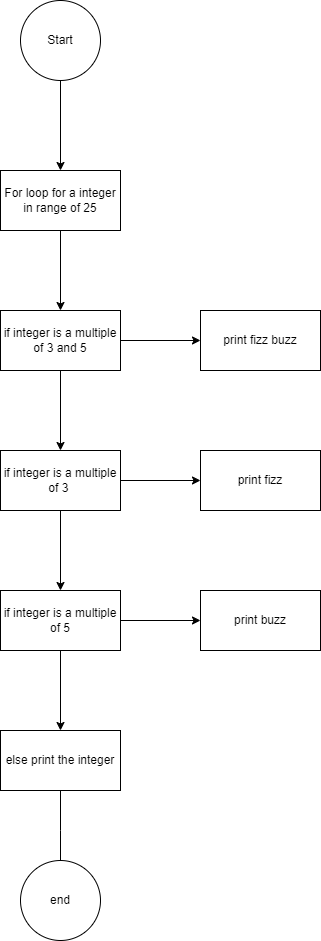 Start
For loop for a integer
in range of 25
if integer is a multiple
of 3 and 5
print fizz buzz
if integer is a multiple
of 3
print fizz
if integer is a multiple
of 5
print buzz
else print the integer
end